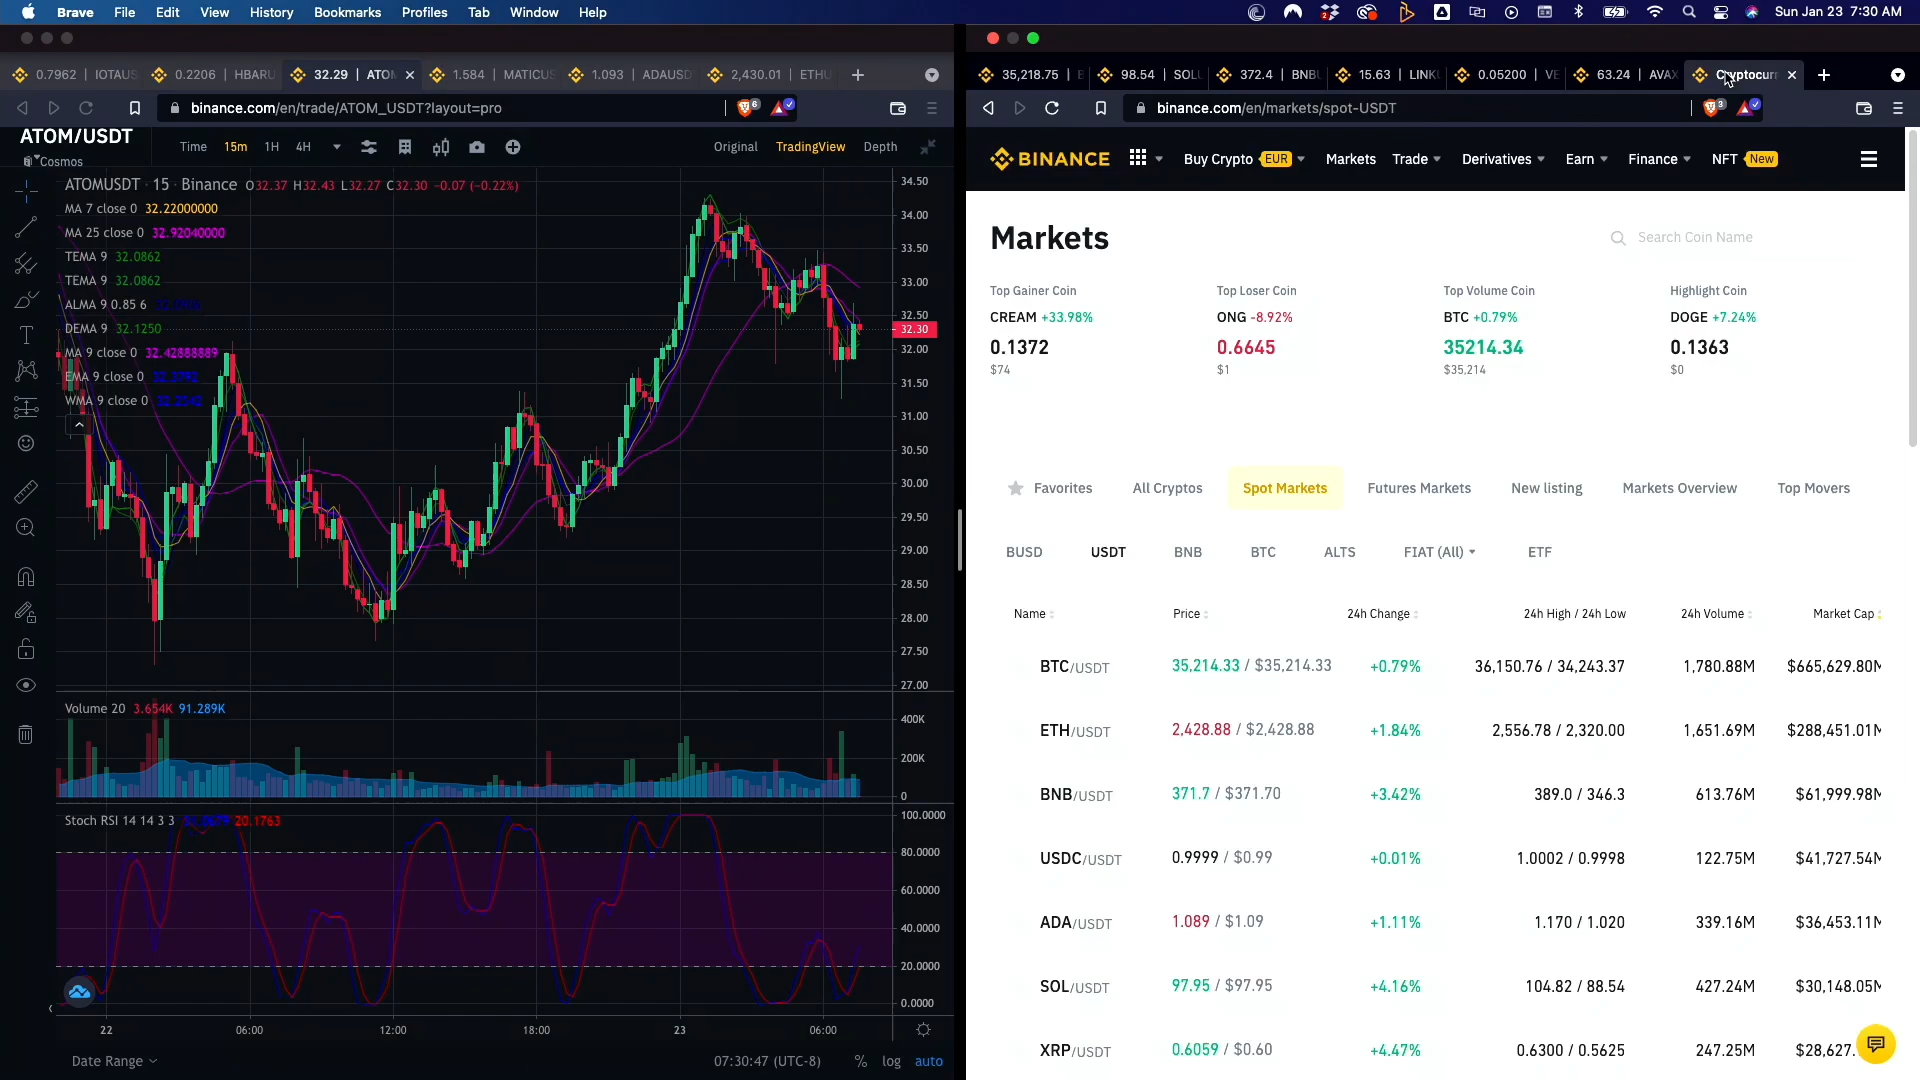 Brave File Edit View History Bookmarks Profiles Tab Window Help
Sun Jan 23 7:30 AM
0.7962 | IOTAUS
0.2206 | HBARU
32.29 | ATO
1.584 | MATICUS
1.093 | ADAUSD
2,430.01 | ETHU
binance.com/en/trade/ATOM_USDT?layout=pro
ATOM/USDT
Cosmos
Time 15m 1H 4H
Original TradingView Depth
ATOMUSDT · 15 · Binance O32.37 H32.43 L32.27 C32.30 -0.07 (-0.22%)
MA 7 close 0 32.22000000
MA 25 close 0 32.92040000
TEMA 9 32.0862
TEMA 9 32.0862
ALMA 9 0.85 6
DEMA 9 32.1250
MA 9 close 0 32.42888889
EMA 9 close 0
WMA 9 close 0
34.50
34.00
33.50
33.00
32.50
32.30
32.00
31.50
31.00
30.50
30.00
29.50
29.00
28.50
28.00
27.50
27.00
Volume 20 3.654K 91.289K
400K
200K
0
Stoch RSI 14 14 3 3 20.1763
100.0000
80.0000
60.0000
40.0000
20.0000
0.0000
22 06:00 12:00 18:00 23 06:00
Date Range
07:30:47 (UTC-8) % log auto
35,218.75 | B
98.54 | SOLU
372.4 | BNBU
15.63 | LINKU
0.05200 | VE
63.24 | AVAX
binance.com/en/markets/spot-USDT
BINANCE
Buy Crypto EUR Markets Trade Derivatives Earn Finance NFT New
Markets
Search Coin Name
Top Gainer Coin Top Loser Coin Top Volume Coin Highlight Coin
CREAM +33.98% ONG -8.92% BTC +0.79% DOGE +7.24%
0.1372 0.6645 35214.34 0.1363
$74 $1 $35,214 $0
Favorites All Cryptos Spot Markets Futures Markets New listing Markets Overview Top Movers
BUSD USDT BNB BTC ALTS FIAT (All) ETF
Name Price 24h Change 24h High / 24h Low 24h Volume Market Cap
BTC/USDT 35,214.33 / $35,214.33 +0.79% 36,150.76 / 34,243.37 1,780.88M $665,629.80M
ETH/USDT 2,428.88 / $2,428.88 +1.84% 2,556.78 / 2,320.00 1,651.69M $288,451.01M
BNB/USDT 371.7 / $371.70 +3.42% 389.0 / 346.3 613.76M $61,999.98M
USDC/USDT 0.9999 / $0.99 +0.01% 1.0002 / 0.9998 122.75M $41,727.54M
ADA/USDT 1.089 / $1.09 +1.11% 1.170 / 1.020 339.16M $36,453.11M
SOL/USDT 97.95 / $97.95 +4.16% 104.82 / 88.54 427.24M $30,148.05M
XRP/USDT 0.6059 / $0.60 +4.47% 0.6300 / 0.5625 247.25M $28,627.